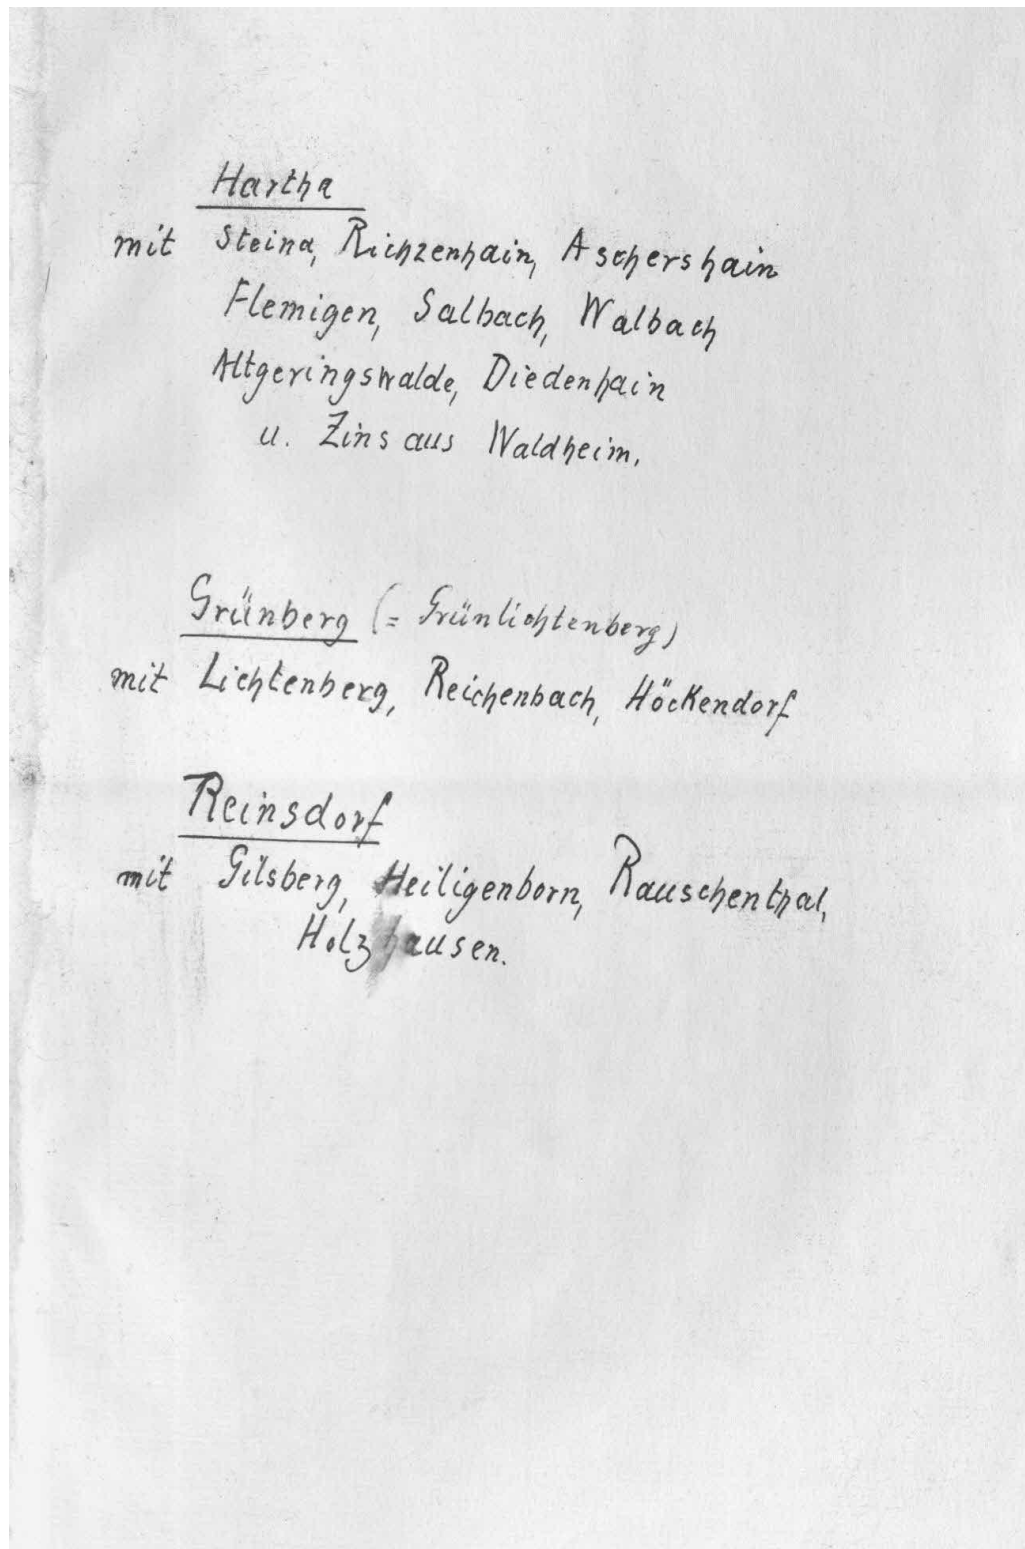 Hartha
mit Steina, Richzenhain, Aschershain
Flemigen, Salbach, Walbach
Altgeringswalde, Diedenhain
u. Zins aus Waldheim.
Grünberg (= Grünlichtenberg)
mit Lichtenberg, Reichenbach, Höckendorf
Reinsdorf
mit Gilsberg, Heiligenborn, Rauschenthal,
Holzhausen.